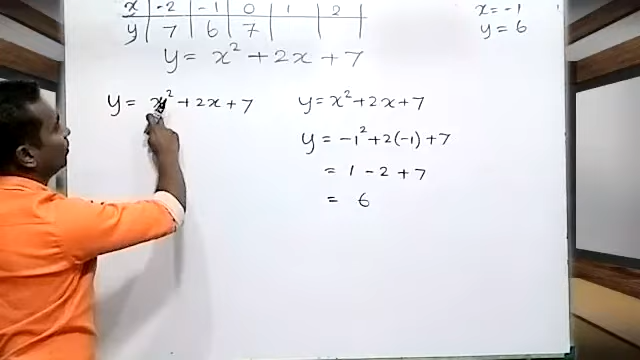 x -2 -1 0 1 2
y 7 6 7
y = x² + 2x + 7
x = -1
y = 6
y = x² + 2x + 7
y = x² + 2x + 7
y = -1² + 2(-1) + 7
= 1 - 2 + 7
= 6